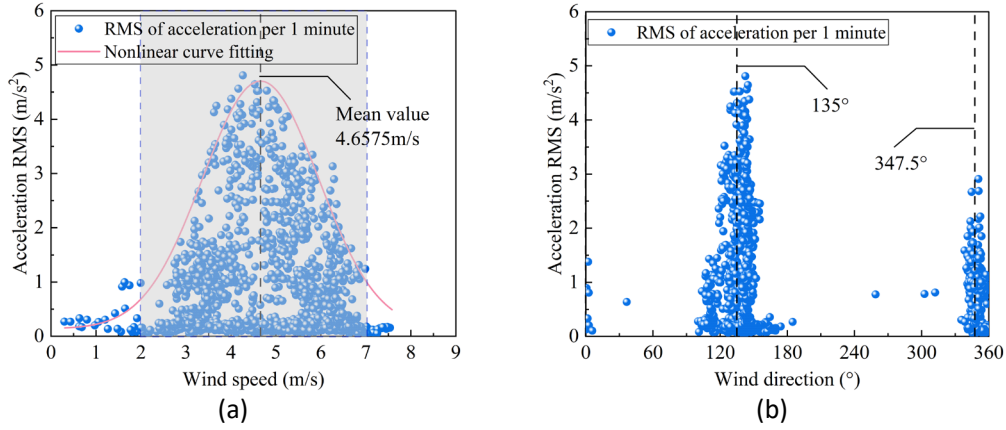 RMS of acceleration per 1 minute
Nonlinear curve fitting
Mean value
4.6575m/s
Acceleration RMS (m/s²)
6
5
4
3
2
1
0
0 1 2 3 4 5 6 7 8 9
Wind speed (m/s)
(a)
RMS of acceleration per 1 minute
135°
347.5°
Acceleration RMS (m/s²)
6
5
4
3
2
1
0
0 60 120 180 240 300 360
Wind direction (°)
(b)